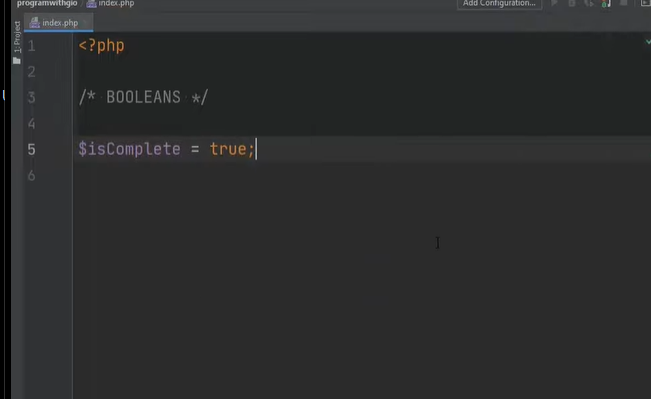 programwithgio index.php Add Configuration...
index.php
1: Project
1 <?php
2
3 /* BOOLEANS */
4
5 $isComplete = true;
6